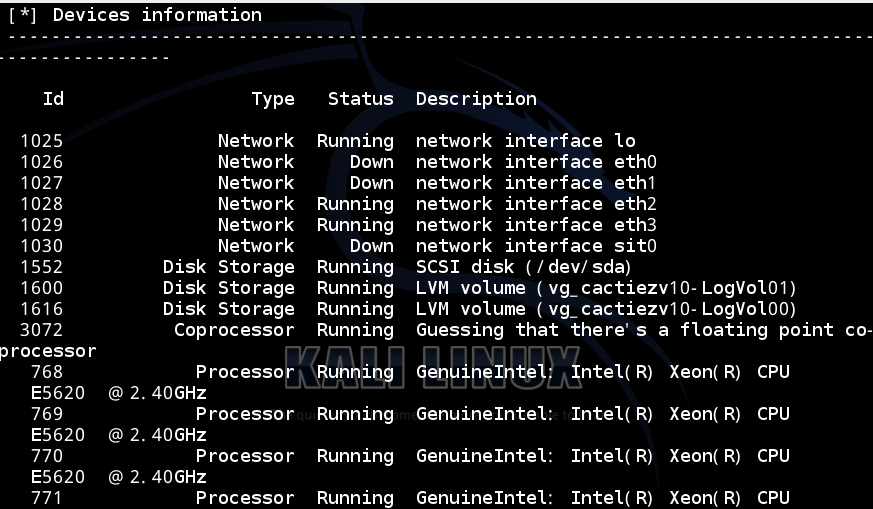 [*] Devices information
--------------------------------------------------------------------------------
----------------
Id Type Status Description
1025 Network Running network interface lo
1026 Network Down network interface eth0
1027 Network Down network interface eth1
1028 Network Running network interface eth2
1029 Network Running network interface eth3
1030 Network Down network interface sit0
1552 Disk Storage Running SCSI disk (/dev/sda)
1600 Disk Storage Running LVM volume (vg_cactiezv10-LogVol01)
1616 Disk Storage Running LVM volume (vg_cactiezv10-LogVol00)
3072 Coprocessor Running Guessing that there's a floating point co-
processor
KALI LINUX
768 Processor Running GenuineIntel: Intel(R) Xeon(R) CPU
E5620 @ 2.40GHz
769 Processor Running GenuineIntel: Intel(R) Xeon(R) CPU
E5620 @ 2.40GHz
770 Processor Running GenuineIntel: Intel(R) Xeon(R) CPU
E5620 @ 2.40GHz
771 Processor Running GenuineIntel: Intel(R) Xeon(R) CPU